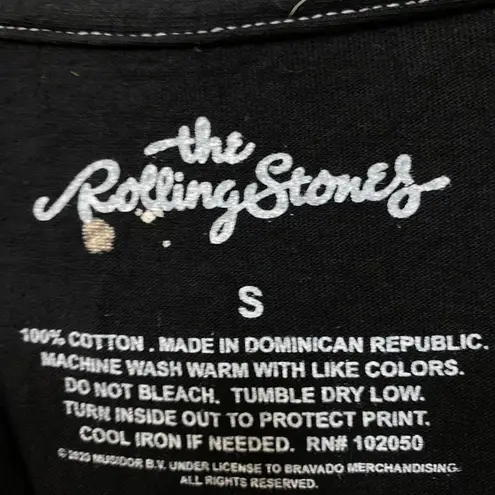 the
Rolling Stones
S
100% COTTON . MADE IN DOMINICAN REPUBLIC.
MACHINE WASH WARM WITH LIKE COLORS.
DO NOT BLEACH. TUMBLE DRY LOW.
TURN INSIDE OUT TO PROTECT PRINT.
COOL IRON IF NEEDED. RN# 102050
© 2020 MUSIDOR B.V. UNDER LICENSE TO BRAVADO MERCHANDISING.
ALL RIGHTS RESERVED.